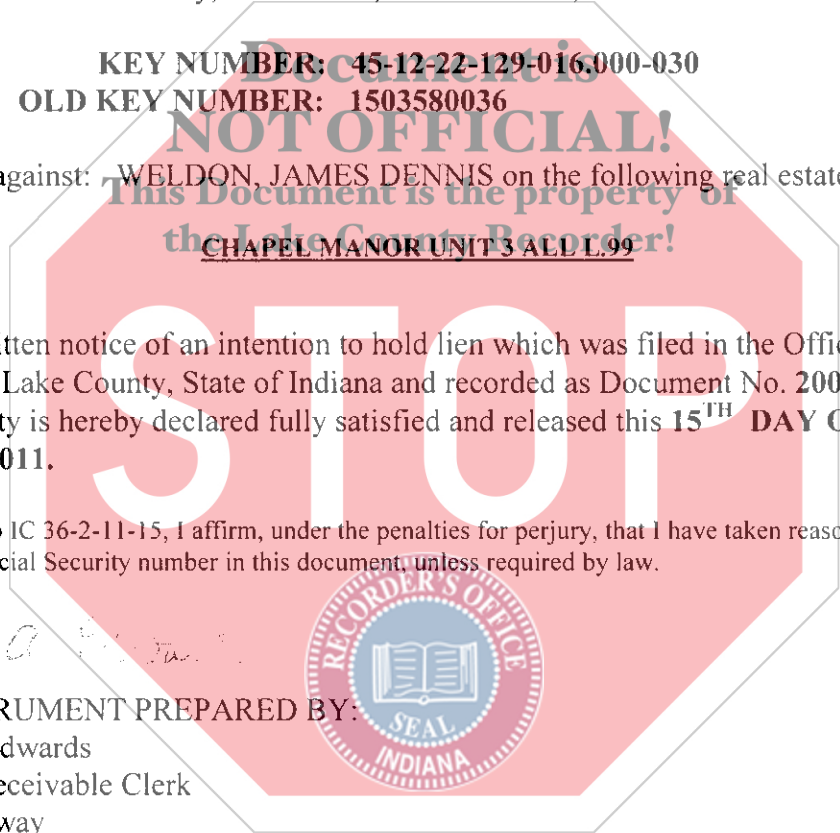 KEY NUMBER: 45-12-22-129-016.000-030
OLD KEY NUMBER: 1503580036
Document is
NOT OFFICIAL!
This Document is the property of
the Lake County Recorder!
against: WELDON, JAMES DENNIS on the following real estate
CHAPEL MANOR UNIT 3 ALL L.99
STOP
tten notice of an intention to hold lien which was filed in the Offi
Lake County, State of Indiana and recorded as Document No. 200
ty is hereby declared fully satisfied and released this 15TH DAY O
011.
IC 36-2-11-15, I affirm, under the penalties for perjury, that I have taken reaso
cial Security number in this document, unless required by law.
RECORDER'S OFFICE
SEAL
INDIANA
RUMENT PREPARED BY:
dwards
eceivable Clerk
way